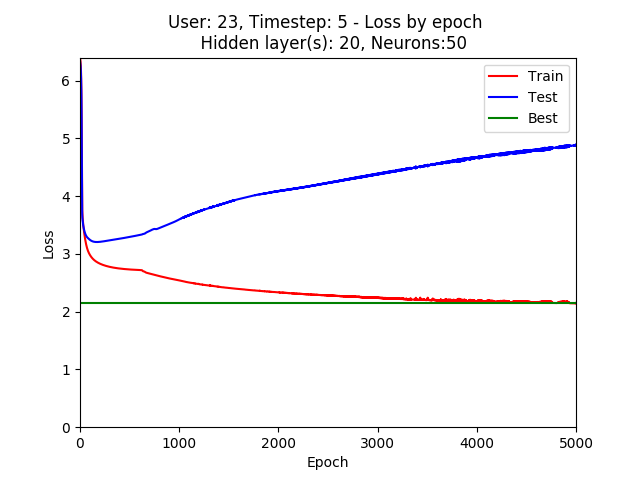 User: 23, Timestep: 5 - Loss by epoch
Hidden layer(s): 20, Neurons:50
Train
Test
Best
6
5
4
3
2
1
0
Loss
0 1000 2000 3000 4000 5000
Epoch